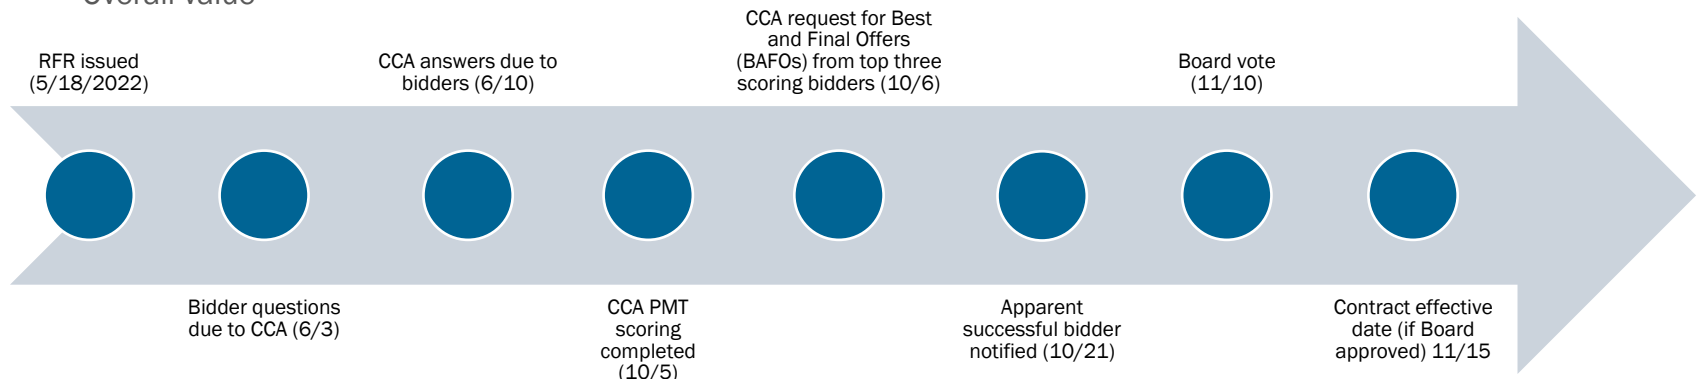 Overall value
RFR issued
(5/18/2022)
Bidder questions
due to CCA (6/3)
CCA answers due to
bidders (6/10)
CCA PMT
scoring
completed
(10/5)
CCA request for Best
and Final Offers
(BAFOs) from top three
scoring bidders (10/6)
Apparent
successful bidder
notified (10/21)
Board vote
(11/10)
Contract effective
date (if Board
approved) 11/15